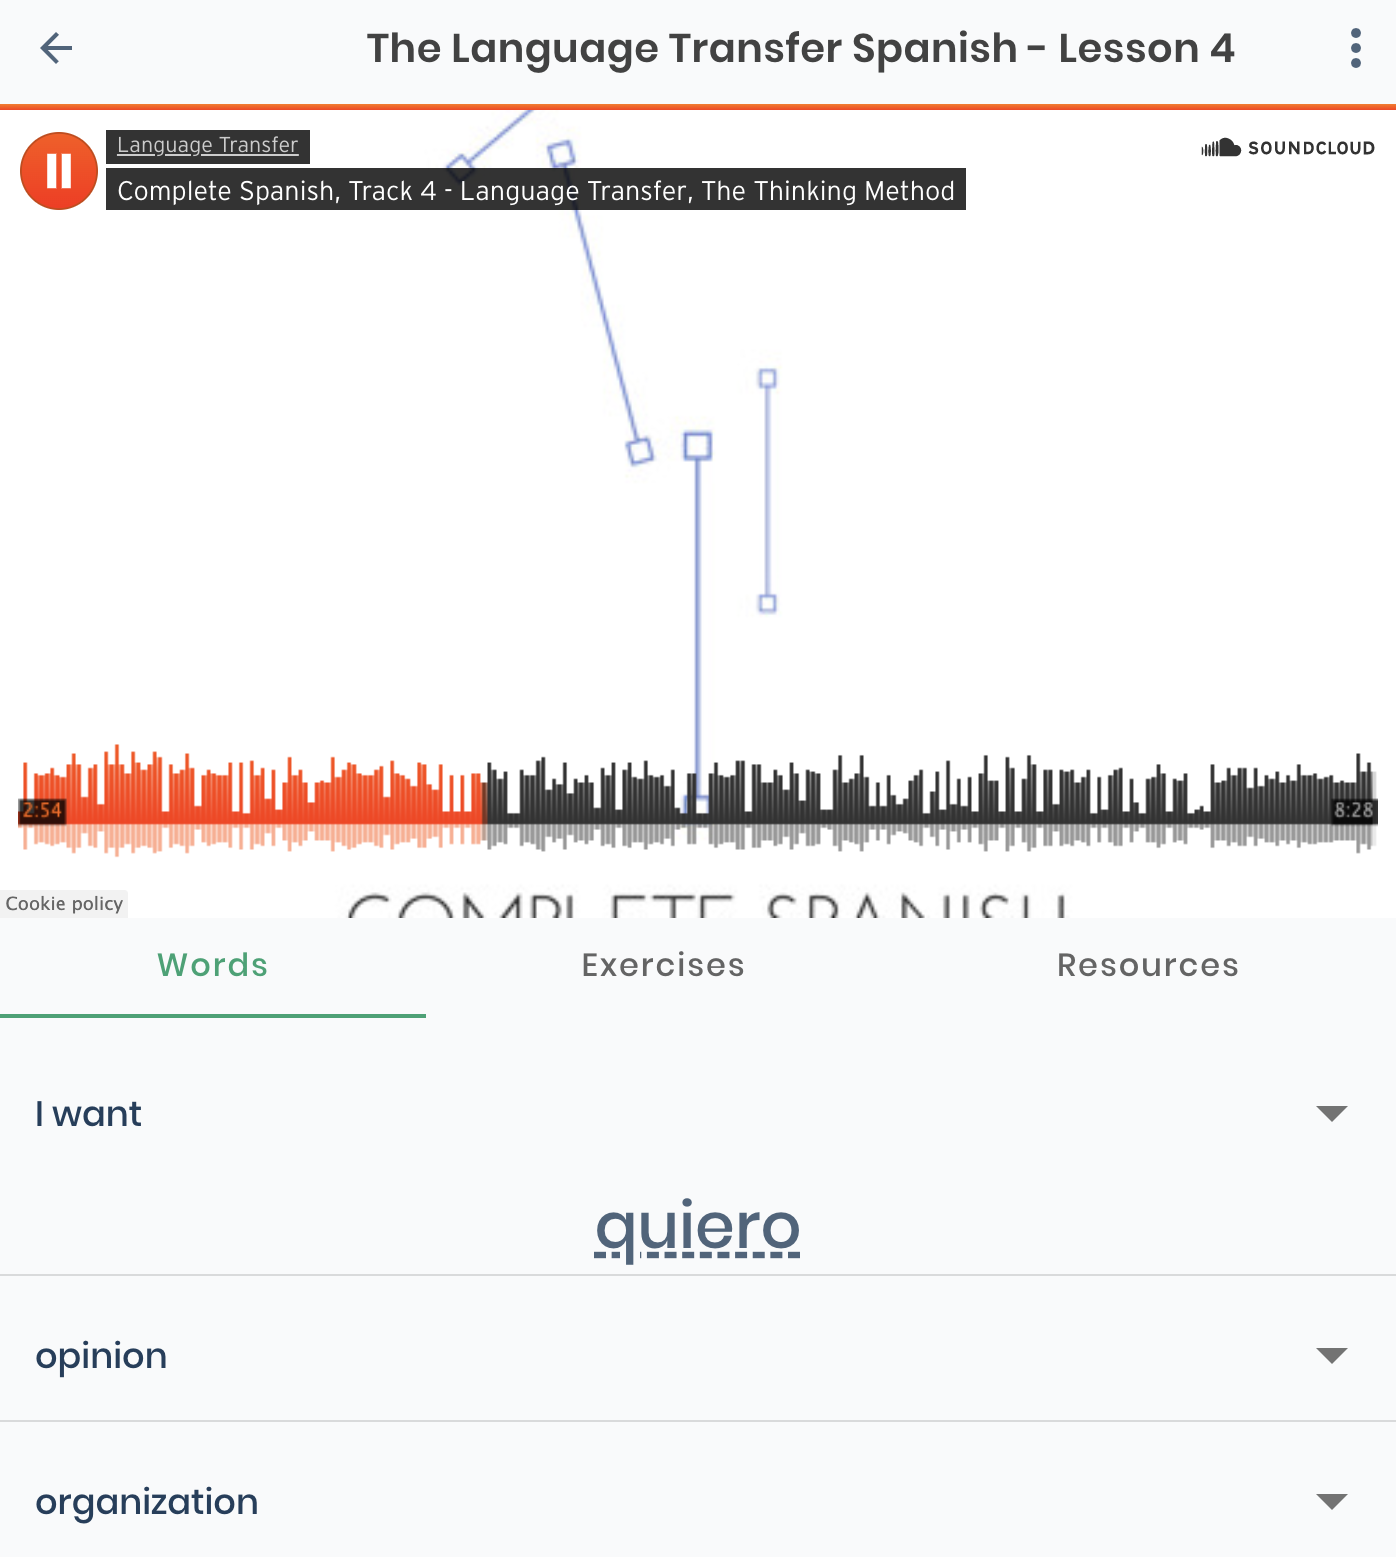 The Language Transfer Spanish - Lesson 4
Language Transfer
SOUNDCLOUD
Complete Spanish, Track 4 - Language Transfer, The Thinking Method
2:54
8:28
Cookie policy
COMPLETE SPANISH
Words
Exercises
Resources
I want
quiero
opinion
organization